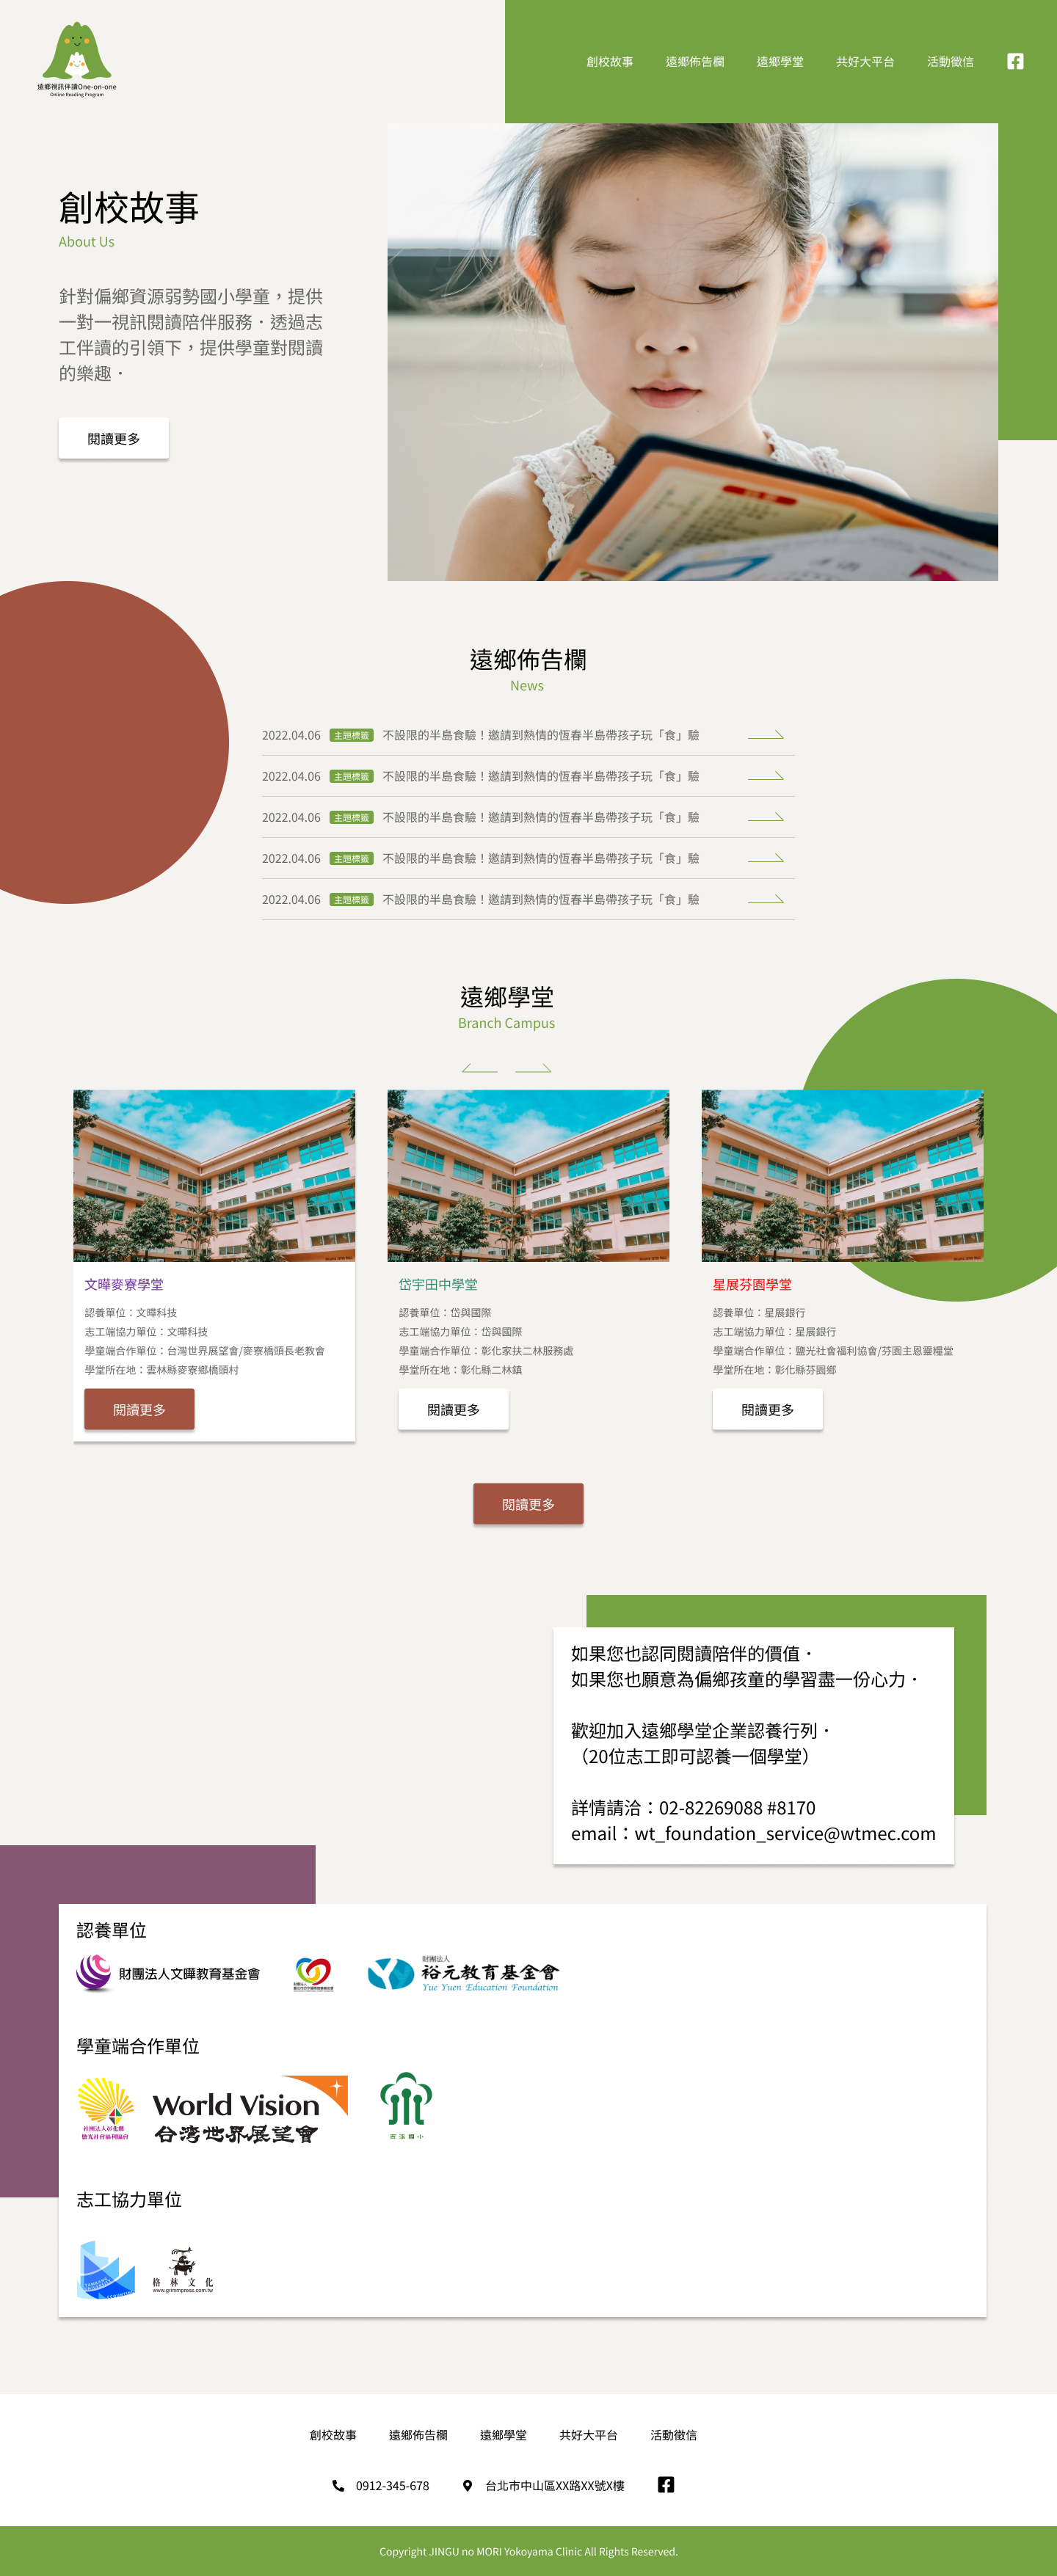 遠鄉視訊伴讀One-on-one
Online Reading Program
創校故事
遠鄉佈告欄
遠鄉學堂
共好大平台
活動徵信
創校故事
About Us
針對偏鄉資源弱勢國小學童，提供
一對一視訊閱讀陪伴服務．透過志
工伴讀的引領下，提供學童對閱讀
的樂趣．
閱讀更多
遠鄉佈告欄
News
2022.04.06 主題標籤 不設限的半島食驗！邀請到熱情的恆春半島帶孩子玩「食」驗
2022.04.06 主題標籤 不設限的半島食驗！邀請到熱情的恆春半島帶孩子玩「食」驗
2022.04.06 主題標籤 不設限的半島食驗！邀請到熱情的恆春半島帶孩子玩「食」驗
2022.04.06 主題標籤 不設限的半島食驗！邀請到熱情的恆春半島帶孩子玩「食」驗
2022.04.06 主題標籤 不設限的半島食驗！邀請到熱情的恆春半島帶孩子玩「食」驗
遠鄉學堂
Branch Campus
文曄麥寮學堂
認養單位：文曄科技
志工端協力單位：文曄科技
學童端合作單位：台灣世界展望會/麥寮橋頭長老教會
學堂所在地：雲林縣麥寮鄉橋頭村
閱讀更多
岱宇田中學堂
認養單位：岱與國際
志工端協力單位：岱與國際
學童端合作單位：彰化家扶二林服務處
學堂所在地：彰化縣二林鎮
閱讀更多
星展芬園學堂
認養單位：星展銀行
志工端協力單位：星展銀行
學童端合作單位：鹽光社會福利協會/芬園主恩靈糧堂
學堂所在地：彰化縣芬園鄉
閱讀更多
閱讀更多
如果您也認同閱讀陪伴的價值．
如果您也願意為偏鄉孩童的學習盡一份心力．
歡迎加入遠鄉學堂企業認養行列．
（20位志工即可認養一個學堂）
詳情請洽：02-82269088 #8170
email：wt_foundation_service@wtmec.com
認養單位
財團法人文曄教育基金會
財團法人
裕元教育基金會
Yue Yuen Education Foundation
學童端合作單位
社團法人彰化縣
鹽光社會福利協會
World Vision
台灣世界展望會
西溪國小
志工協力單位
格林文化
www.grimmpress.com.tw
創校故事
遠鄉佈告欄
遠鄉學堂
共好大平台
活動徵信
0912-345-678
台北市中山區XX路XX號X樓
Copyright JINGU no MORI Yokoyama Clinic All Rights Reserved.